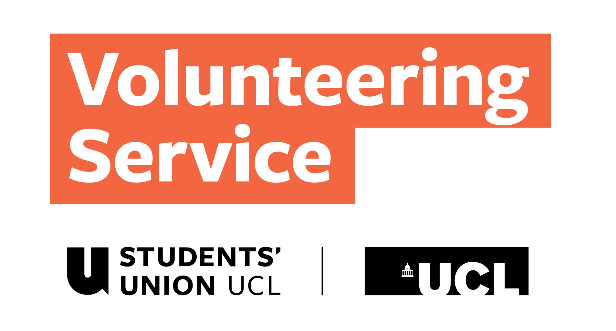 Volunteering
Service
STUDENTS'
UNION UCL
UCL